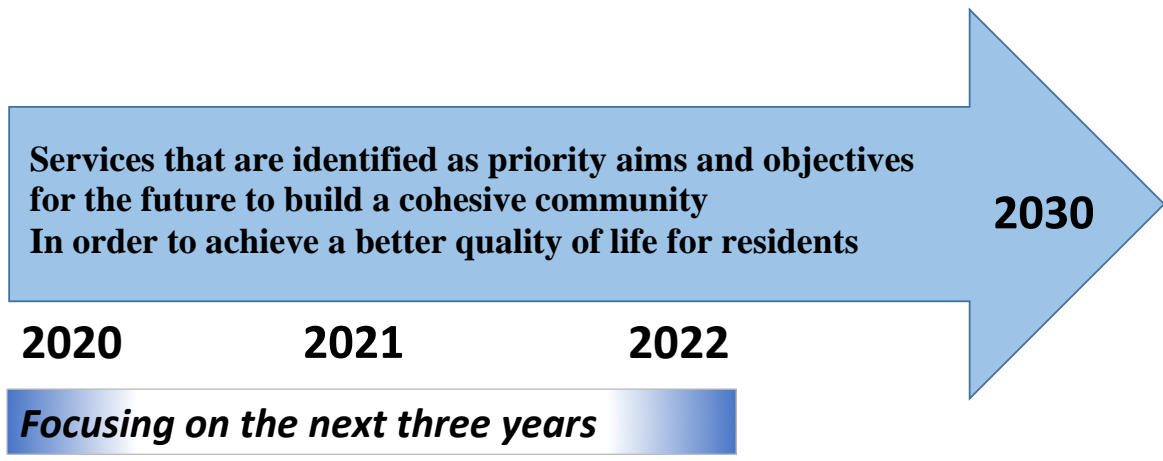 Services that are identified as priority aims and objectives
for the future to build a cohesive community
In order to achieve a better quality of life for residents
2030
2020 2021 2022
Focusing on the next three years